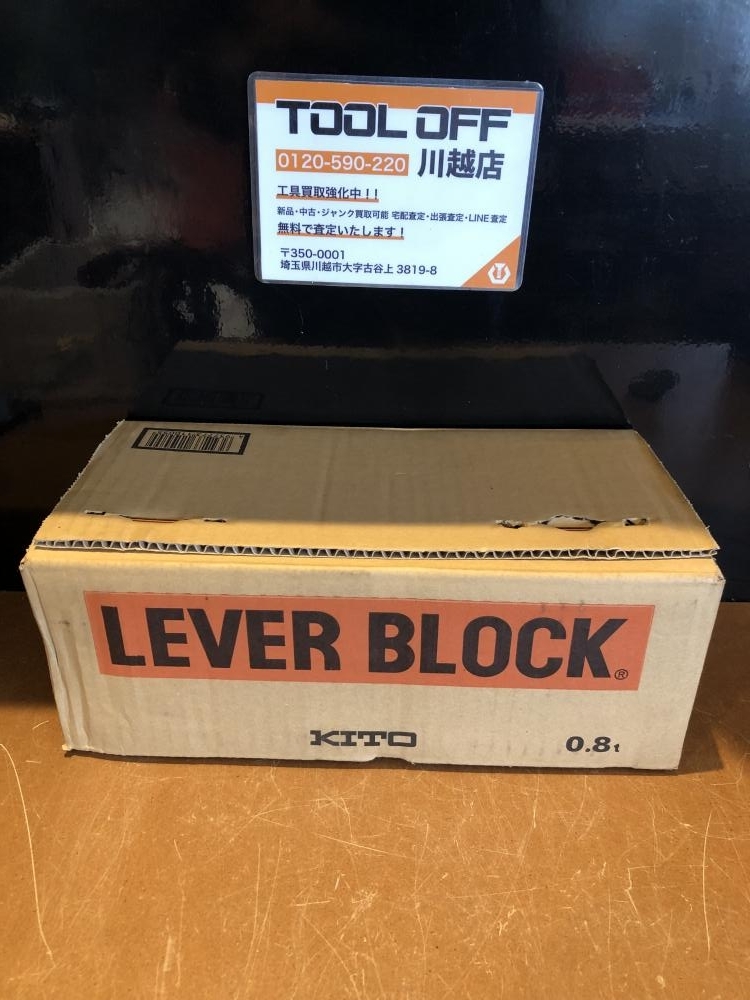 TOOL OFF
0120-590-220 川越店
工具買取強化中!!
新品・中古・ジャンク買取可能 宅配査定・出張査定・LINE査定
無料で査定いたします!
〒350-0001
埼玉県川越市大字古谷上 3819-8
LEVER BLOCK®
KITO
0.8t